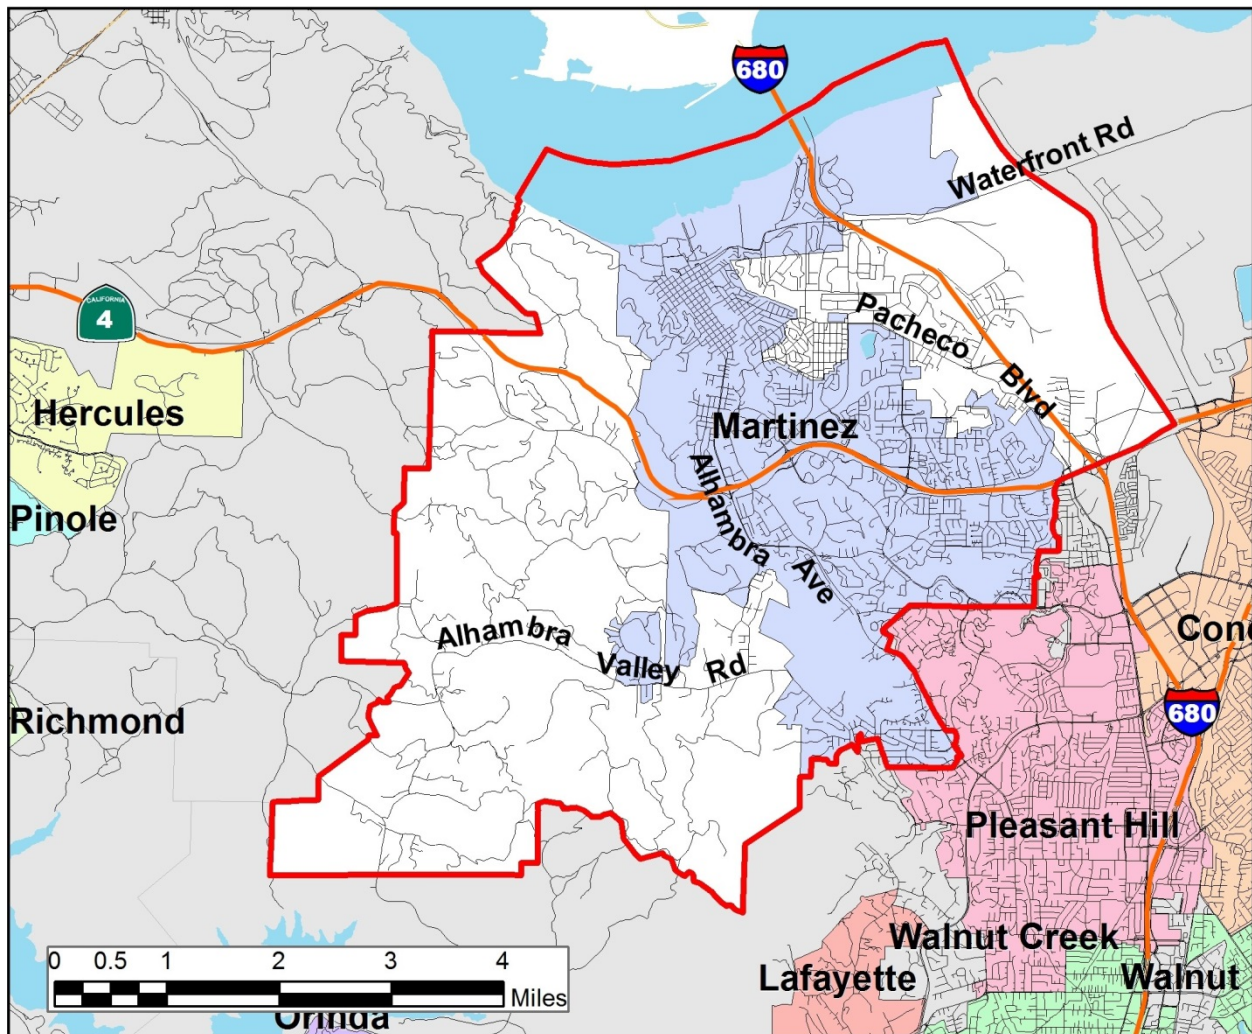 680
Waterfront Rd
CALIFORNIA
4
Pacheco Blvd
Hercules
Martinez
Alhambra Ave
Pinole
Alhambra Valley Rd
Conc
Richmond
680
Pleasant Hill
Walnut Creek
Lafayette
Walnut
0 0.5 1 2 3 4
Miles
Orinda